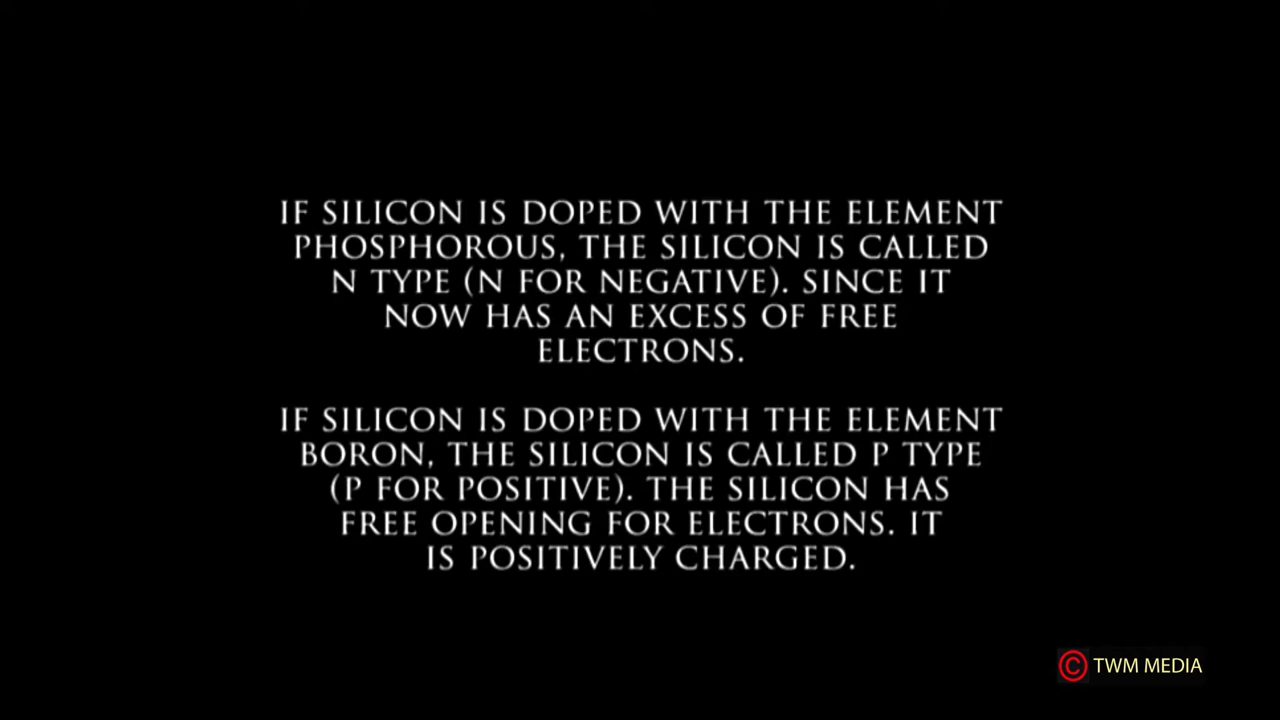 IF SILICON IS DOPED WITH THE ELEMENT
PHOSPHOROUS, THE SILICON IS CALLED
N TYPE (N FOR NEGATIVE). SINCE IT
NOW HAS AN EXCESS OF FREE
ELECTRONS.
IF SILICON IS DOPED WITH THE ELEMENT
BORON, THE SILICON IS CALLED P TYPE
(P FOR POSITIVE). THE SILICON HAS
FREE OPENING FOR ELECTRONS. IT
IS POSITIVELY CHARGED.
© TWM MEDIA